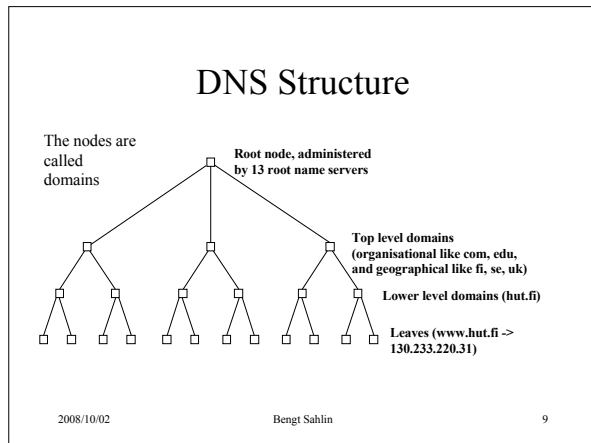 DNS Structure
The nodes are
called
domains
Root node, administered
by 13 root name servers
Top level domains
(organisational like com, edu,
and geographical like fi, se, uk)
Lower level domains (hut.fi)
Leaves (www.hut.fi ->
130.233.220.31)
2008/10/02
Bengt Sahlin
9